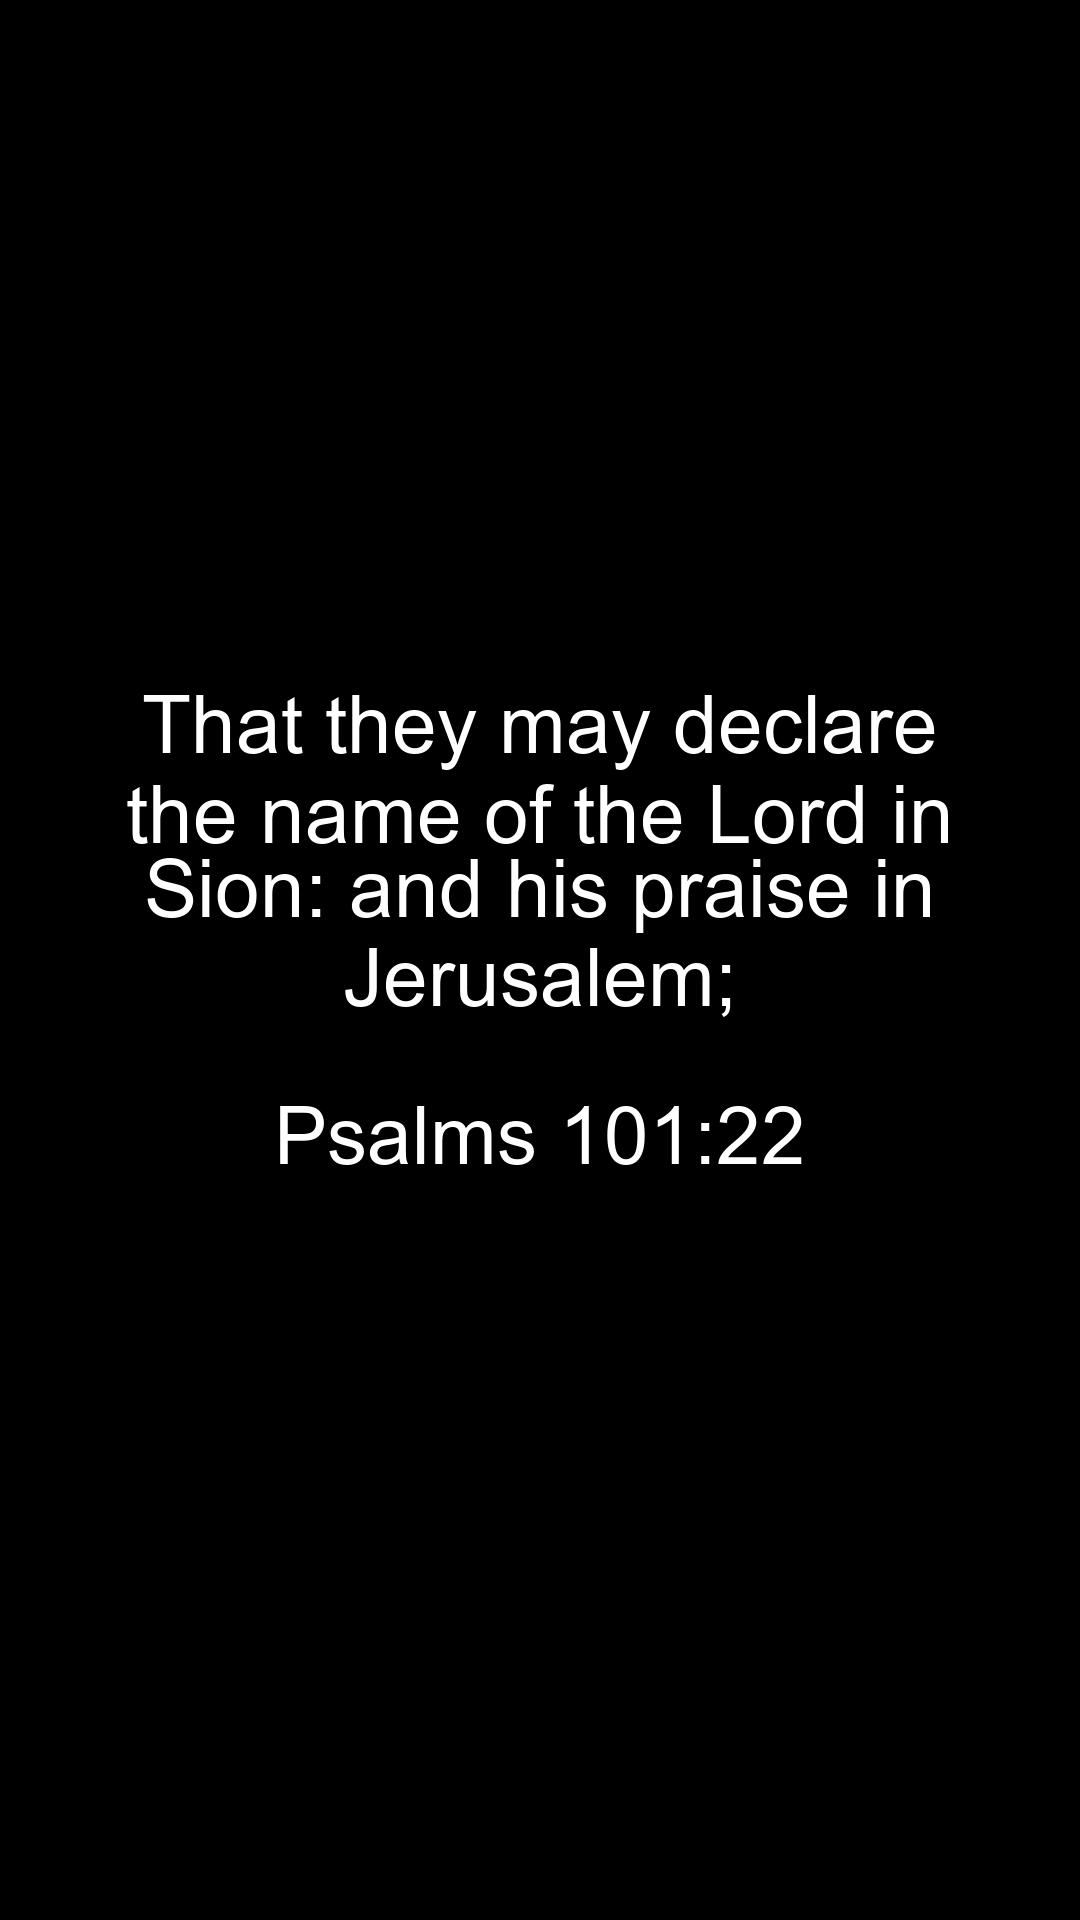 That they may declare
the name of the Lord in
Sion: and his praise in
Jerusalem;
Psalms 101:22